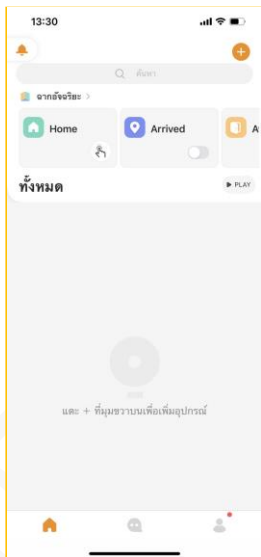 13:30
ค้นหา
ฉากอัจฉริยะ >
Home
Arrived
A
ทั้งหมด
PLAY
แตะ + ที่มุมขวาบนเพื่อเพิ่มอุปกรณ์